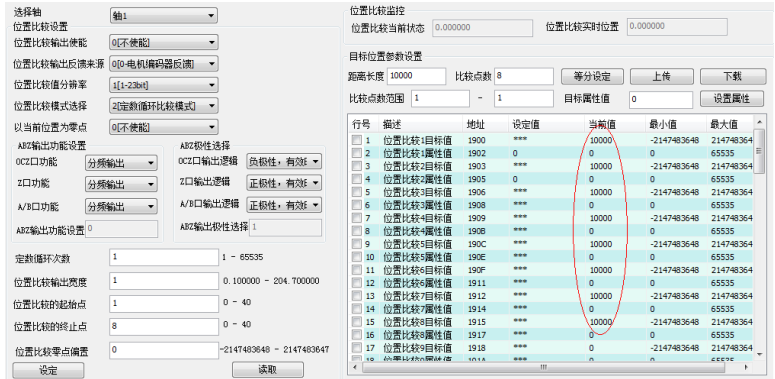 选择轴 轴1
位置比较设置
位置比较输出使能 0[不使能]
位置比较输出反馈来源 0[0-电机编码器反馈]
位置比较值分辨率 1[1-23bit]
位置比较模式选择 2[定数循环比较模式]
以当前位置为零点 0[不使能]
ABZ输出功能设置
OCZ口功能 分频输出
Z口功能 分频输出
A/B口功能 分频输出
ABZ输出功能设置 0
ABZ极性选择
OCZ口输出逻辑 负极性，有效
Z口输出逻辑 正极性，有效
A/B口输出逻辑 正极性，有效
ABZ输出极性选择 1
定数循环次数 1 1 - 65535
位置比较输出宽度 1 0.100000 - 204.700000
位置比较的起始点 1 0 - 40
位置比较的终止点 8 0 - 40
位置比较零点偏置 0 -2147483648 - 2147483647
设定 读取
位置比较监控
位置比较当前状态 0.000000 位置比较实时位置 0.000000
目标位置参数设置
距离长度 10000 比较点数 8 等分设定 上传 下载
比较点数范围 1 - 1 目标属性值 0 设置属性
行号 描述 地址 设定值 当前值 最小值 最大值
1 位置比较1目标值 1900 *** 10000 -2147483648 214748364
2 位置比较1属性值 1902 0 0 0 65535
3 位置比较2目标值 1903 *** 10000 -2147483648 214748364
4 位置比较2属性值 1905 0 0 0 65535
5 位置比较3目标值 1906 *** 10000 -2147483648 214748364
6 位置比较3属性值 1908 *** 0 0 65535
7 位置比较4目标值 1909 *** 10000 -2147483648 214748364
8 位置比较4属性值 190B *** 0 0 65535
9 位置比较5目标值 190C *** 10000 -2147483648 214748364
10 位置比较5属性值 190E *** 0 0 65535
11 位置比较6目标值 190F *** 10000 -2147483648 214748364
12 位置比较6属性值 1911 *** 0 0 65535
13 位置比较7目标值 1912 *** 10000 -2147483648 214748364
14 位置比较7属性值 1914 *** 0 0 65535
15 位置比较8目标值 1915 *** 10000 -2147483648 214748364
16 位置比较8属性值 1917 *** 0 0 65535
17 位置比较9目标值 1918 *** 0 -2147483648 214748364